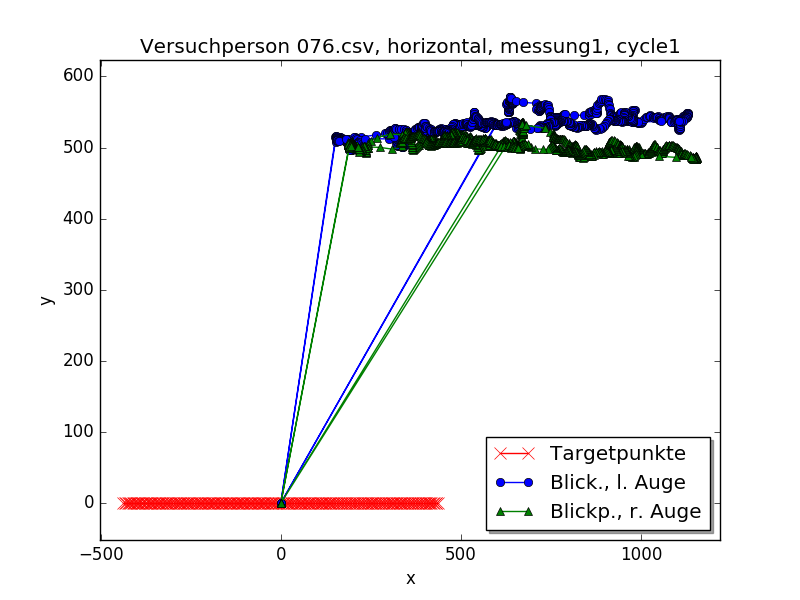 Versuchperson 076.csv, horizontal, messung1, cycle1
600
500
400
300
200
100
0
y
−500
0
500
1000
x
Targetpunkte
Blick., l. Auge
Blickp., r. Auge